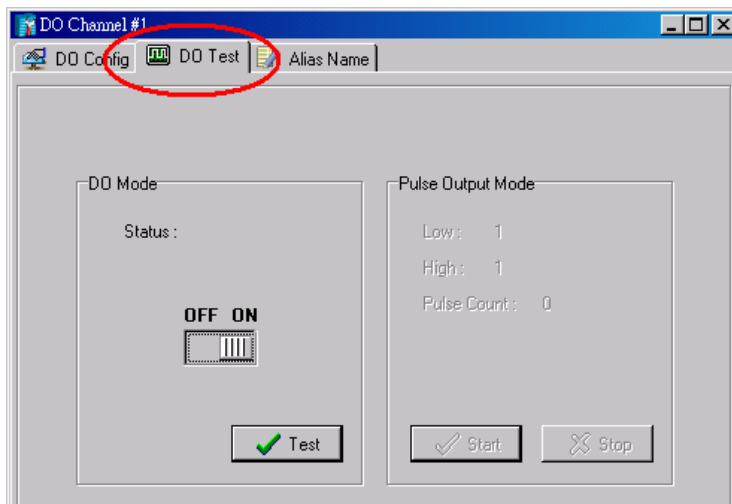 DO Channel #1
DO Config DO Test Alias Name
DO Mode
Status :
OFF ON
Test
Pulse Output Mode
Low : 1
High : 1
Pulse Count : 0
Start Stop